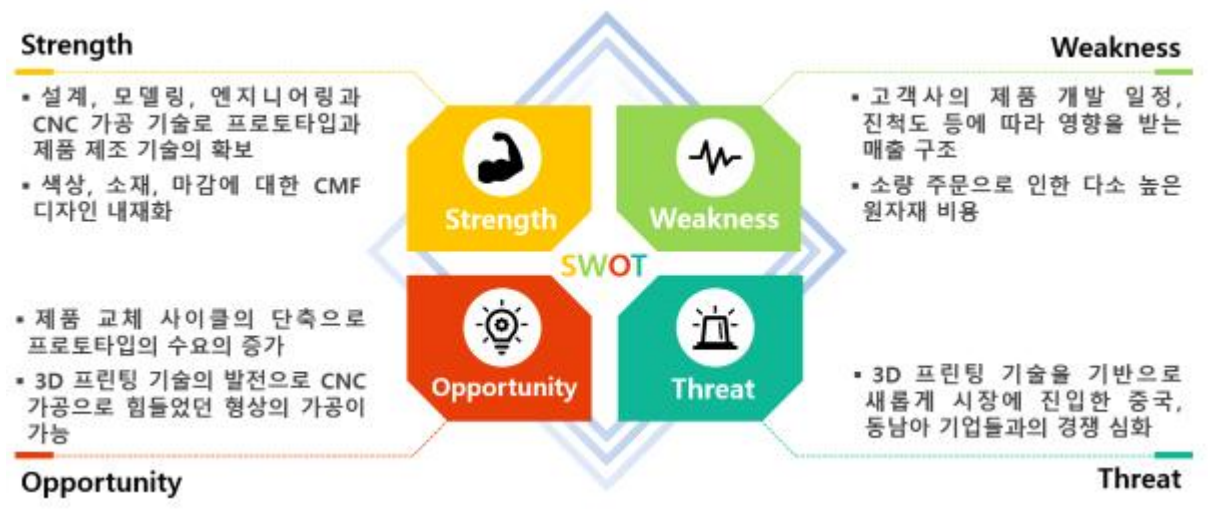 Strength
▪ 설계, 모델링, 엔지니어링과
CNC 가공 기술로 프로토타입과
제품 제조 기술의 확보
▪ 색상, 소재, 마감에 대한 CMF
디자인 내재화
Weakness
▪ 고객사의 제품 개발 일정,
진척도 등에 따라 영향을 받는
매출 구조
▪ 소량 주문으로 인한 다소 높은
원자재 비용
Strength
Weakness
SWOT
Opportunity
Threat
▪ 제품 교체 사이클의 단축으로
프로토타입의 수요의 증가
▪ 3D 프린팅 기술의 발전으로 CNC
가공으로 힘들었던 형상의 가공이
가능
Opportunity
▪ 3D 프린팅 기술을 기반으로
새롭게 시장에 진입한 중국,
동남아 기업들과의 경쟁 심화
Threat